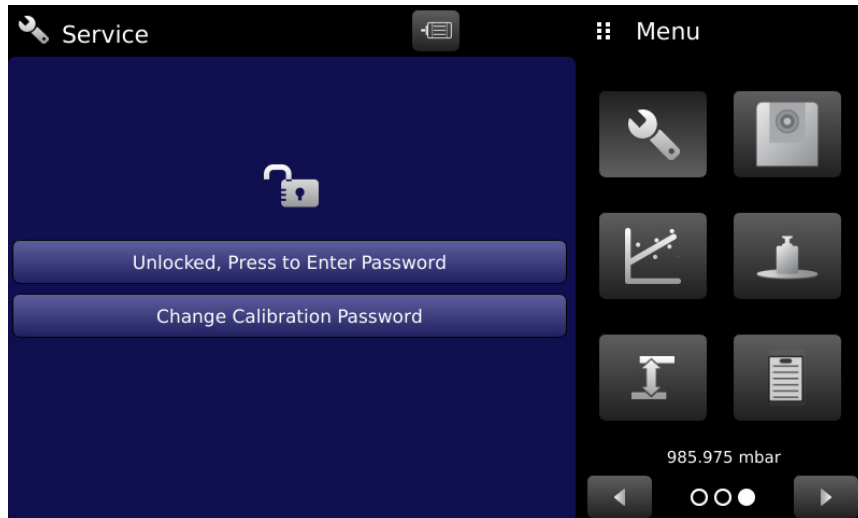 Service
Menu
Unlocked, Press to Enter Password
Change Calibration Password
985.975 mbar